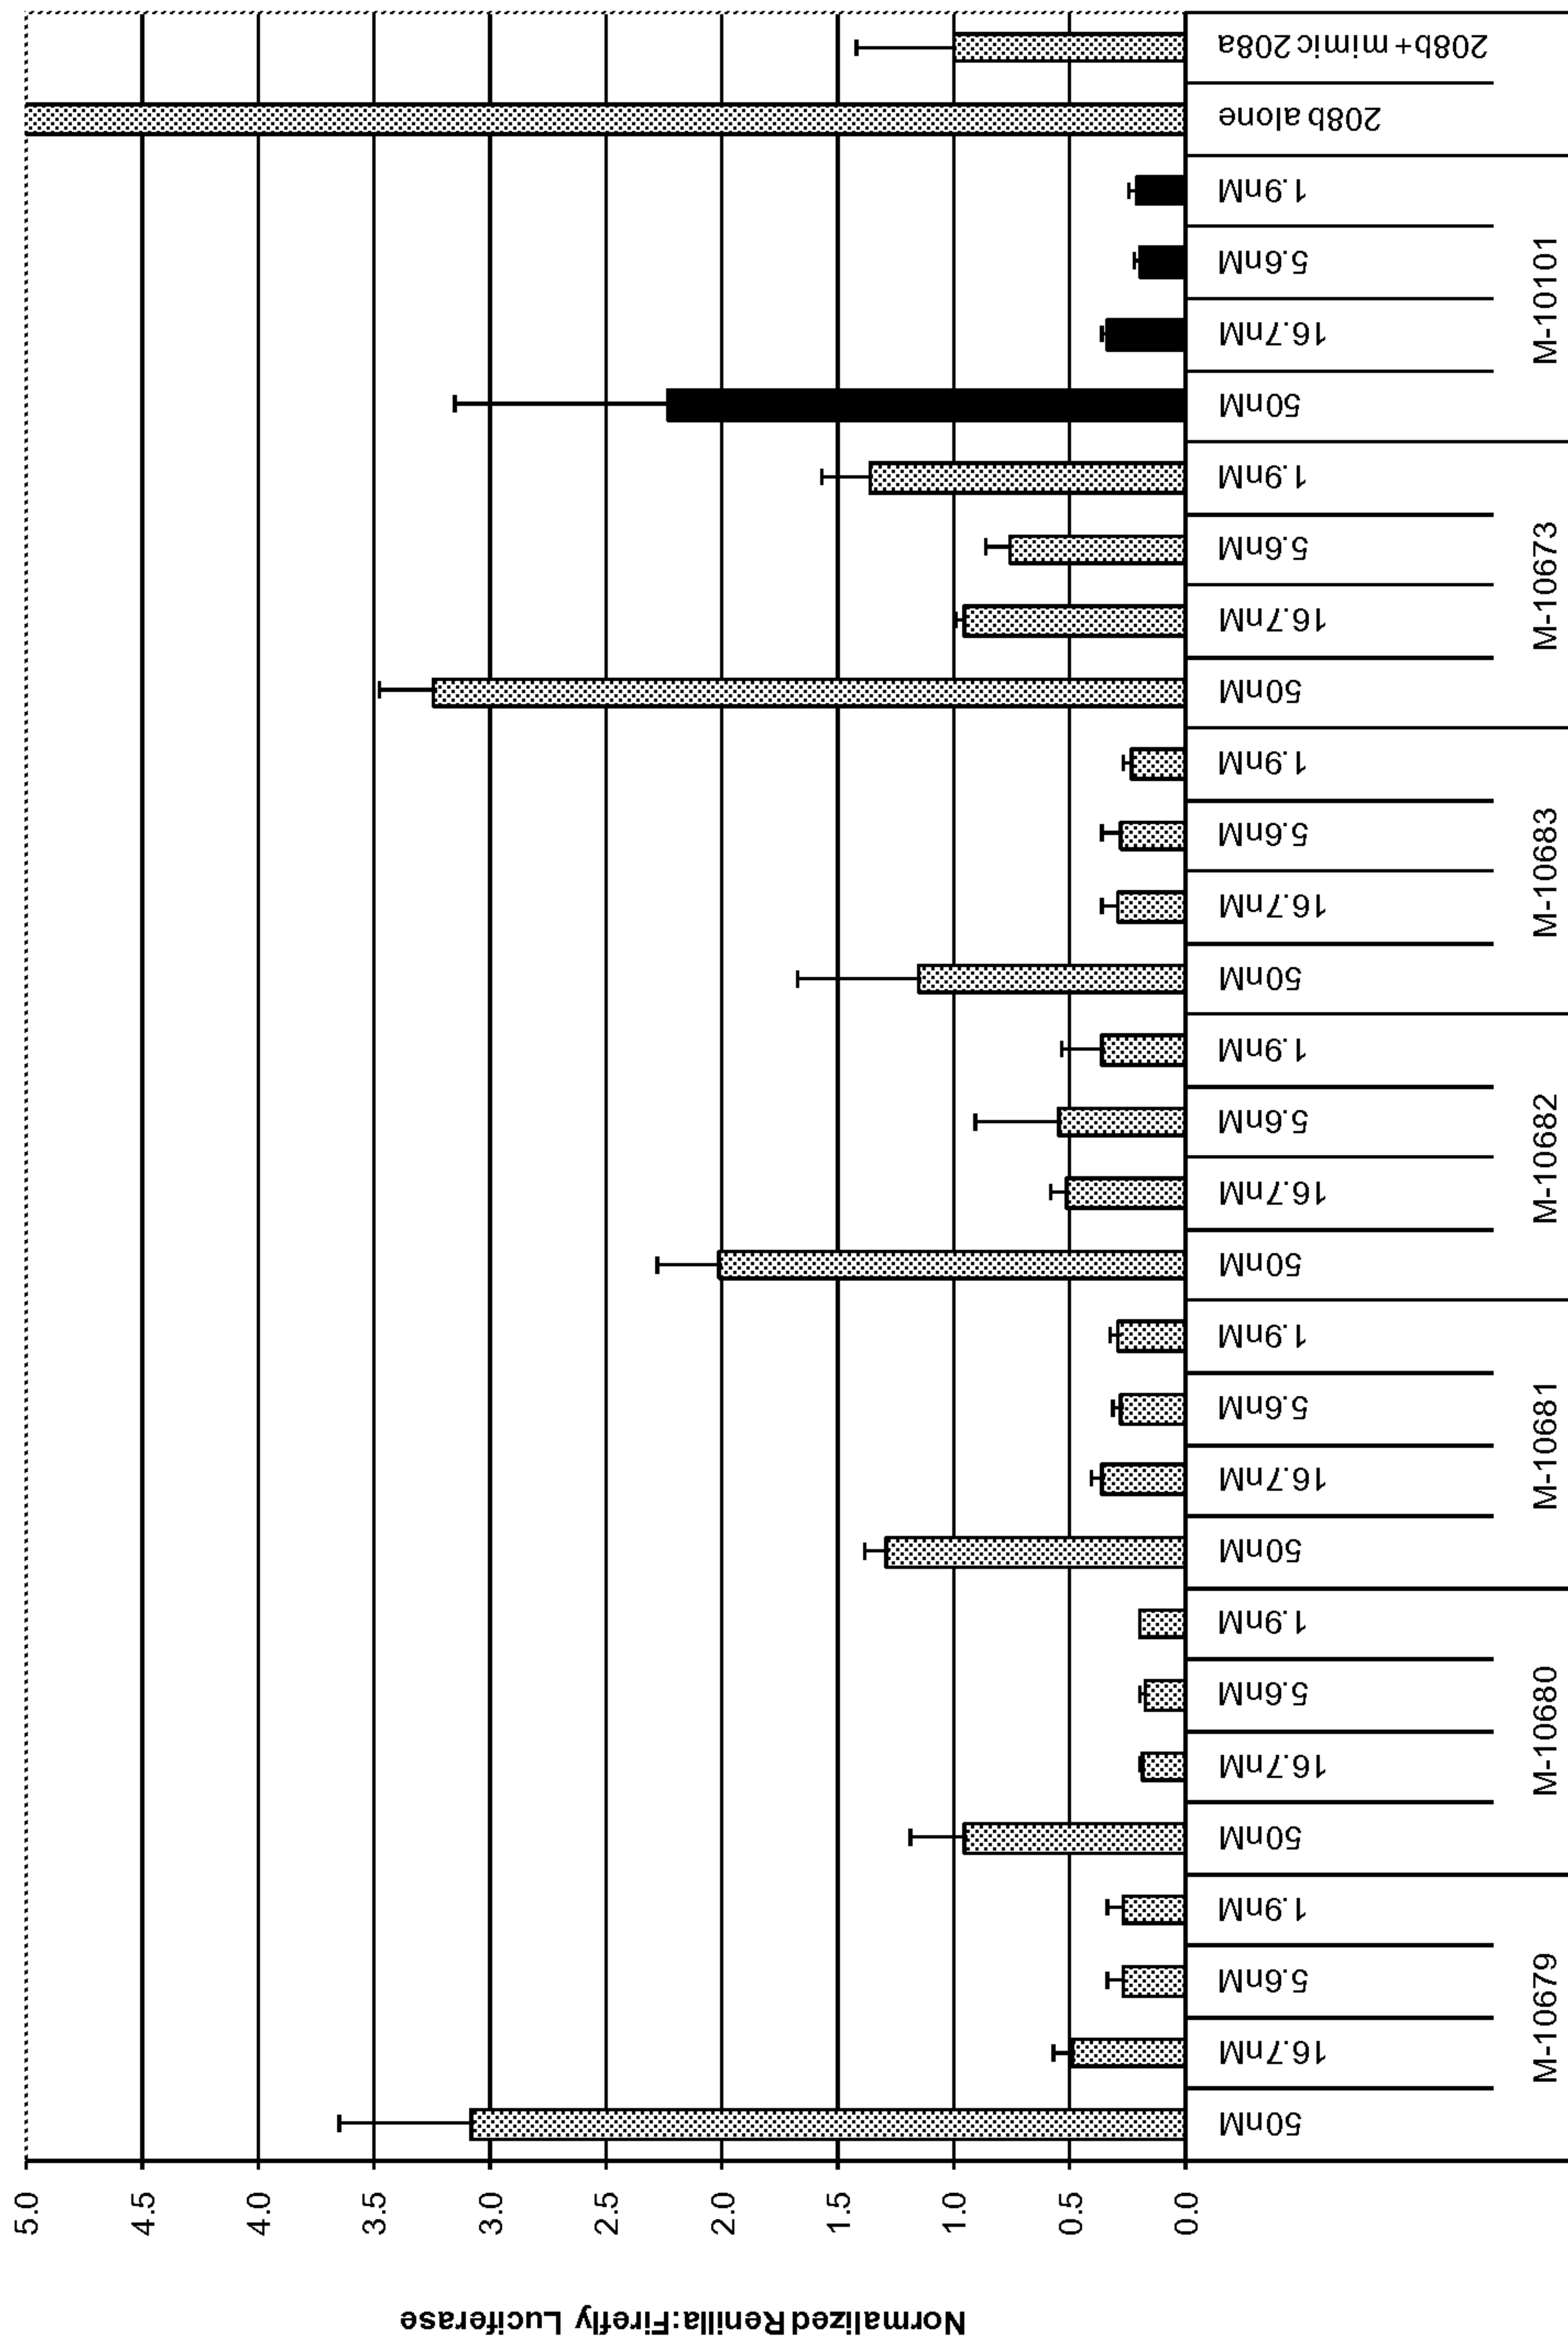 Normalized Renilla:Firefly Luciferase
5.0
4.5
4.0
3.5
3.0
2.5
2.0
1.5
1.0
0.5
0.0
50nM
16.7nM
5.6nM
1.9nM
M-10679
50nM
16.7nM
5.6nM
1.9nM
M-10680
50nM
16.7nM
5.6nM
1.9nM
M-10681
50nM
16.7nM
5.6nM
1.9nM
M-10682
50nM
16.7nM
5.6nM
1.9nM
M-10683
50nM
16.7nM
5.6nM
1.9nM
M-10673
50nM
16.7nM
5.6nM
1.9nM
M-10101
208b alone
208b+ mimic 208a